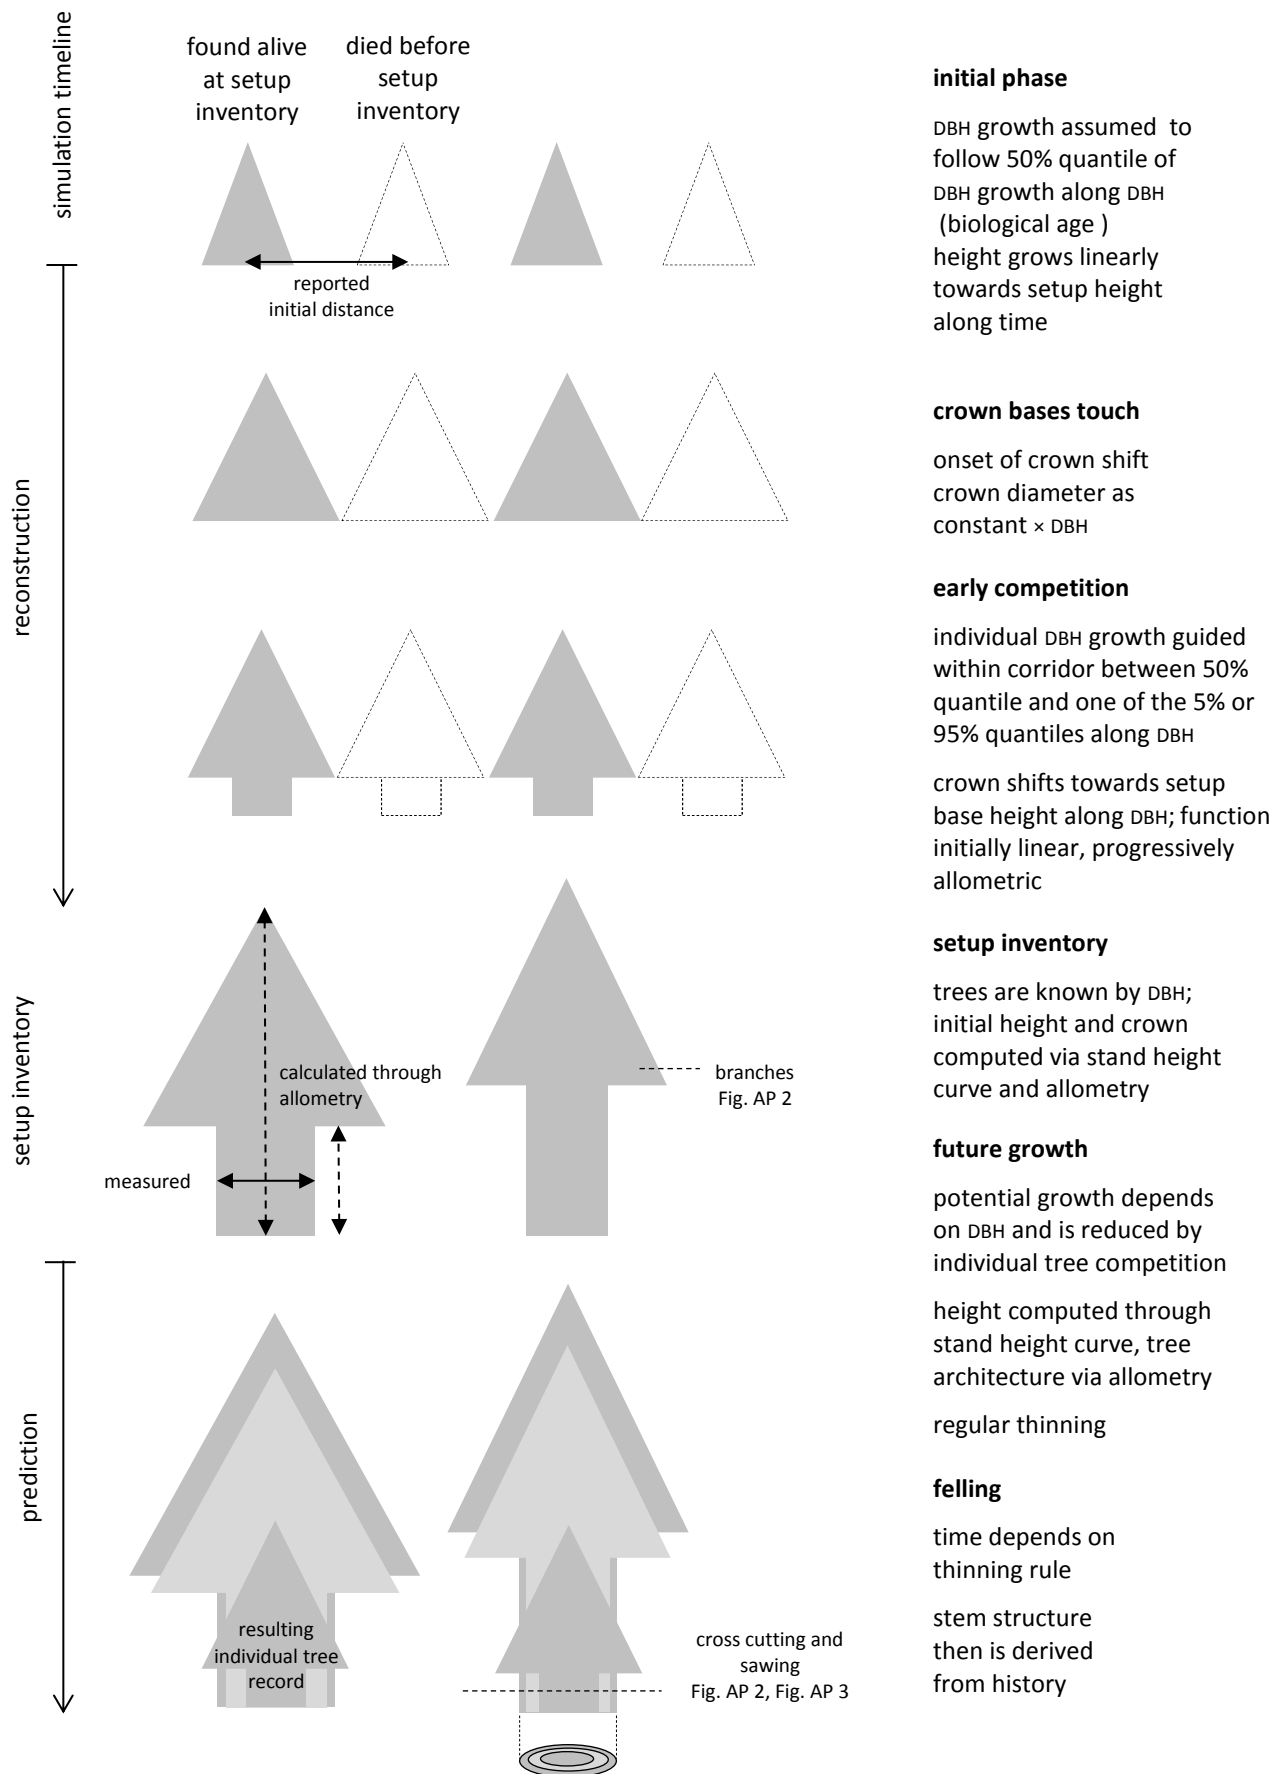 simulation timeline
found alive
at setup
inventory
died before
setup
inventory
initial phase
DBH growth assumed to
follow 50% quantile of
DBH growth along DBH
(biological age )
height grows linearly
towards setup height
along time
reported
initial distance
reconstruction
crown bases touch
onset of crown shift
crown diameter as
constant × DBH
early competition
individual DBH growth guided
within corridor between 50%
quantile and one of the 5% or
95% quantiles along DBH
crown shifts towards setup
base height along DBH; function
initially linear, progressively
allometric
setup inventory
calculated through
allometry
measured
branches
Fig. AP 2
setup inventory
trees are known by DBH;
initial height and crown
computed via stand height
curve and allometry
future growth
potential growth depends
on DBH and is reduced by
individual tree competition
height computed through
stand height curve, tree
architecture via allometry
regular thinning
prediction
resulting
individual tree
record
cross cutting and
sawing
Fig. AP 2, Fig. AP 3
felling
time depends on
thinning rule
stem structure
then is derived
from history